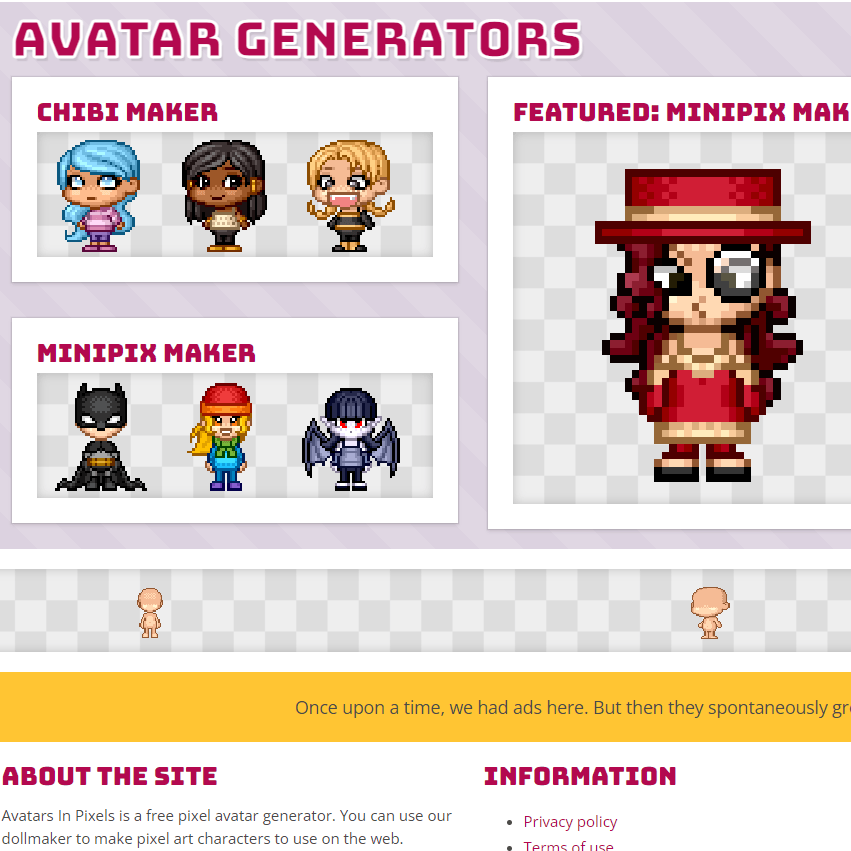 AVATAR GENERATORS
CHIBI MAKER
MINIPIX MAKER
FEATURED: MINIPIX MAK
Once upon a time, we had ads here. But then they spontaneously gr
ABOUT THE SITE
Avatars In Pixels is a free pixel avatar generator. You can use our
dollmaker to make pixel art characters to use on the web.
INFORMATION
Privacy policy
Terms of use